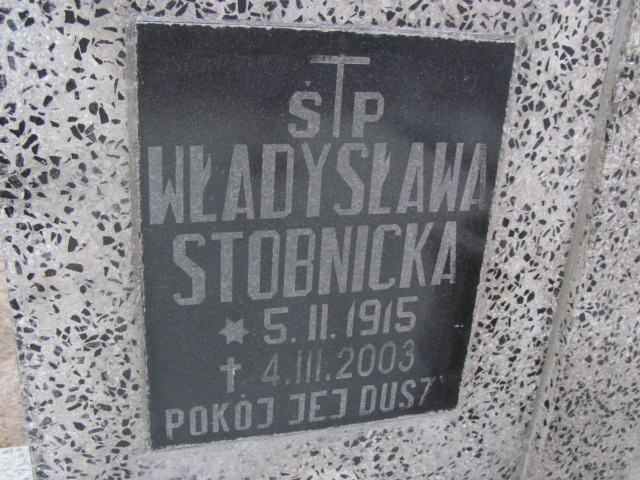 ŚP
WŁADYSŁAWA
STOBNICKA
* 5.II.1915
† 4.III.2003
POKÓJ JEJ DUSZY